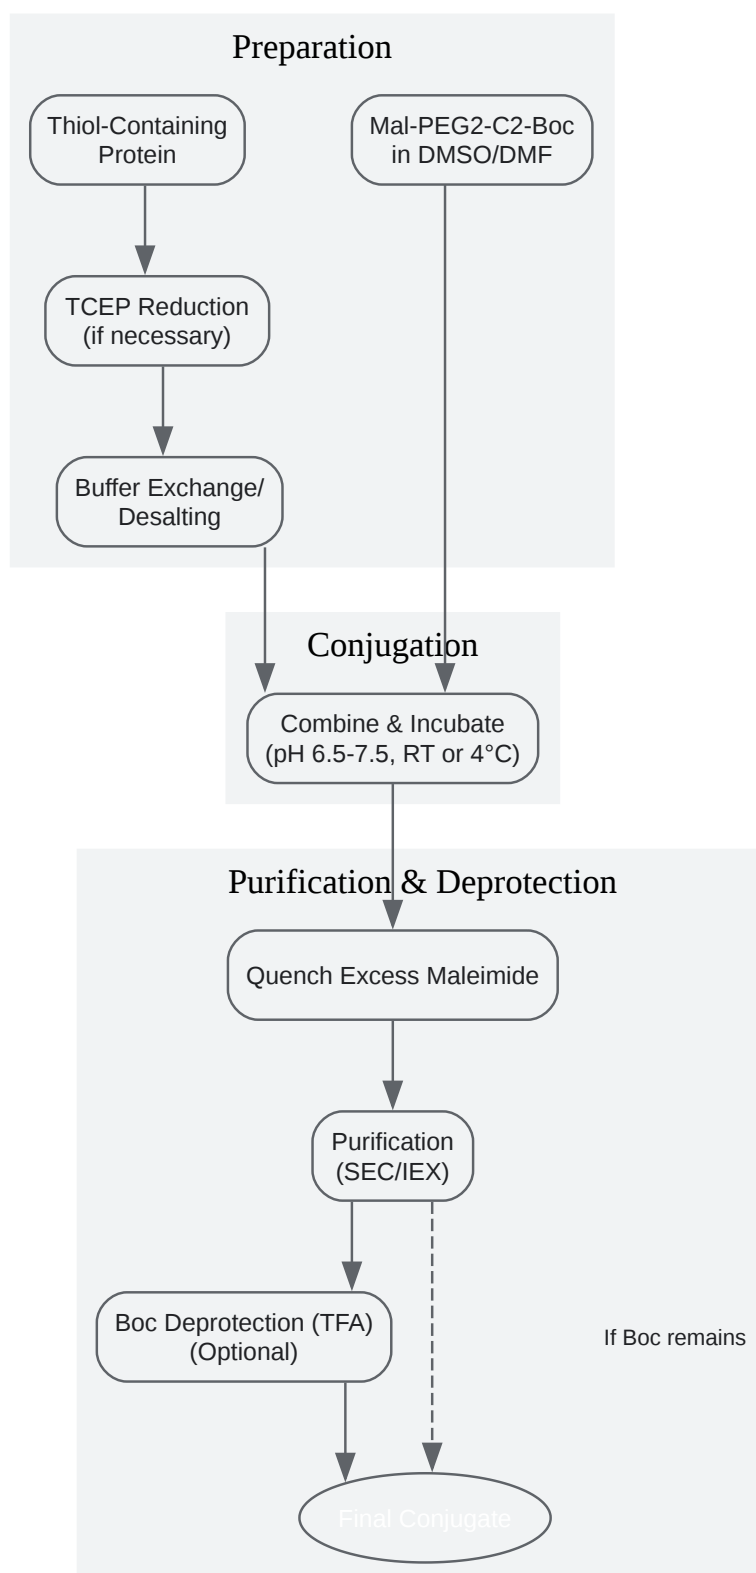 Preparation
Thiol-Containing
Protein
Mal-PEG2-C2-Boc
in DMSO/DMF
TCEP Reduction
(if necessary)
Buffer Exchange/
Desalting
Conjugation
Combine & Incubate
(pH 6.5-7.5, RT or 4°C)
Purification & Deprotection
Quench Excess Maleimide
Purification
(SEC/IEX)
Boc Deprotection (TFA)
(Optional)
If Boc remains
Final Conjugate